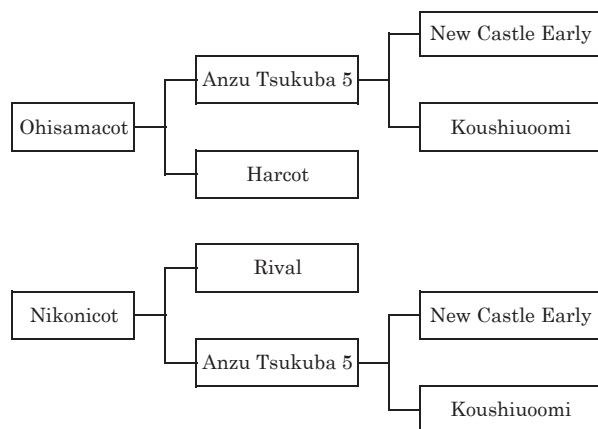 New Castle Early
Anzu Tsukuba 5
Ohisamacot
Koushiuoomi
Harcot
Rival
Nikonicot
New Castle Early
Anzu Tsukuba 5
Koushiuoomi